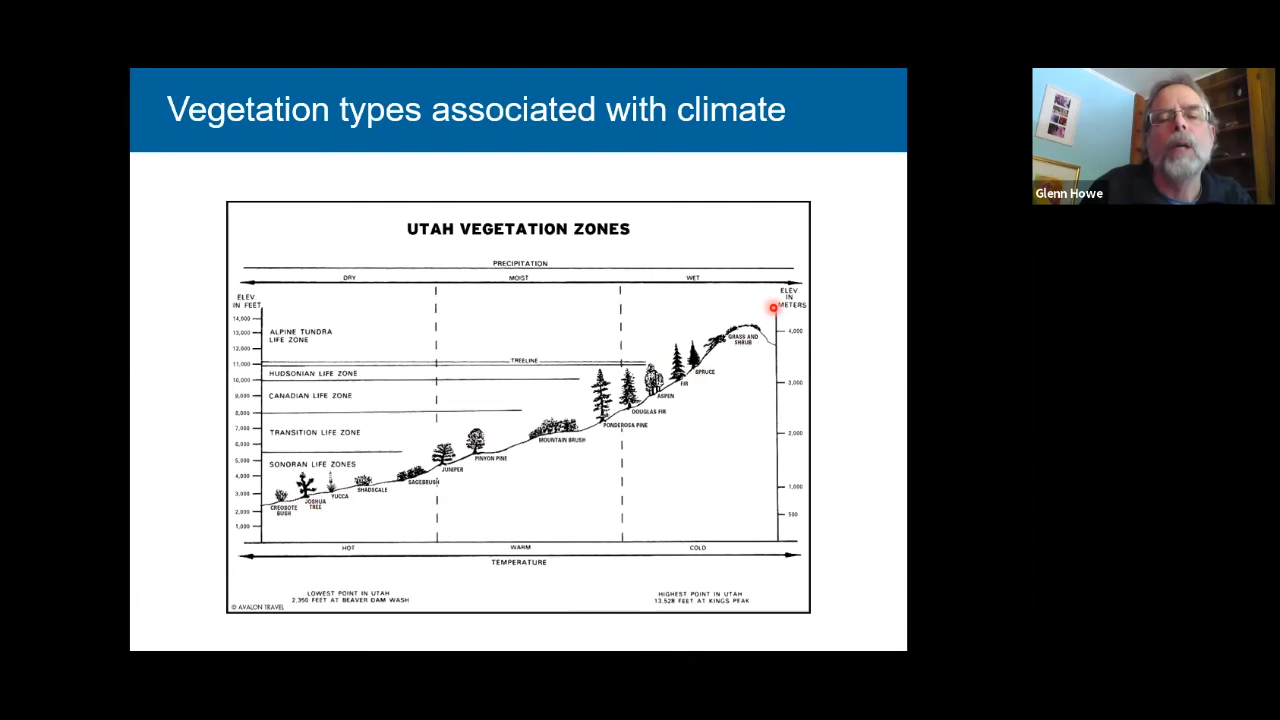 Vegetation types associated with climate
Glenn Howe
UTAH VEGETATION ZONES
PRECIPITATION
DRY MOIST WET
ELEV. IN FEET
ELEV. IN METERS
14,000
13,000
12,000
11,000
10,000
9,000
8,000
7,000
6,000
5,000
4,000
3,000
2,000
1,000
4,000
3,000
2,000
1,000
500
ALPINE TUNDRA
LIFE ZONE
TREELINE
HUDSONIAN LIFE ZONE
CANADIAN LIFE ZONE
TRANSITION LIFE ZONE
SONORAN LIFE ZONES
CREOSOTE
BUSH
JOSHUA
TREE
YUCCA
SHADSCALE
SAGEBRUSH
JUNIPER
PINYON PINE
MOUNTAIN BRUSH
PONDEROSA PINE
DOUGLAS FIR
ASPEN
FIR
SPRUCE
GRASS AND
SHRUB
HOT WARM COLD
TEMPERATURE
LOWEST POINT IN UTAH
2,350 FEET AT BEAVER DAM WASH
HIGHEST POINT IN UTAH
13,528 FEET AT KINGS PEAK
© AVALON TRAVEL